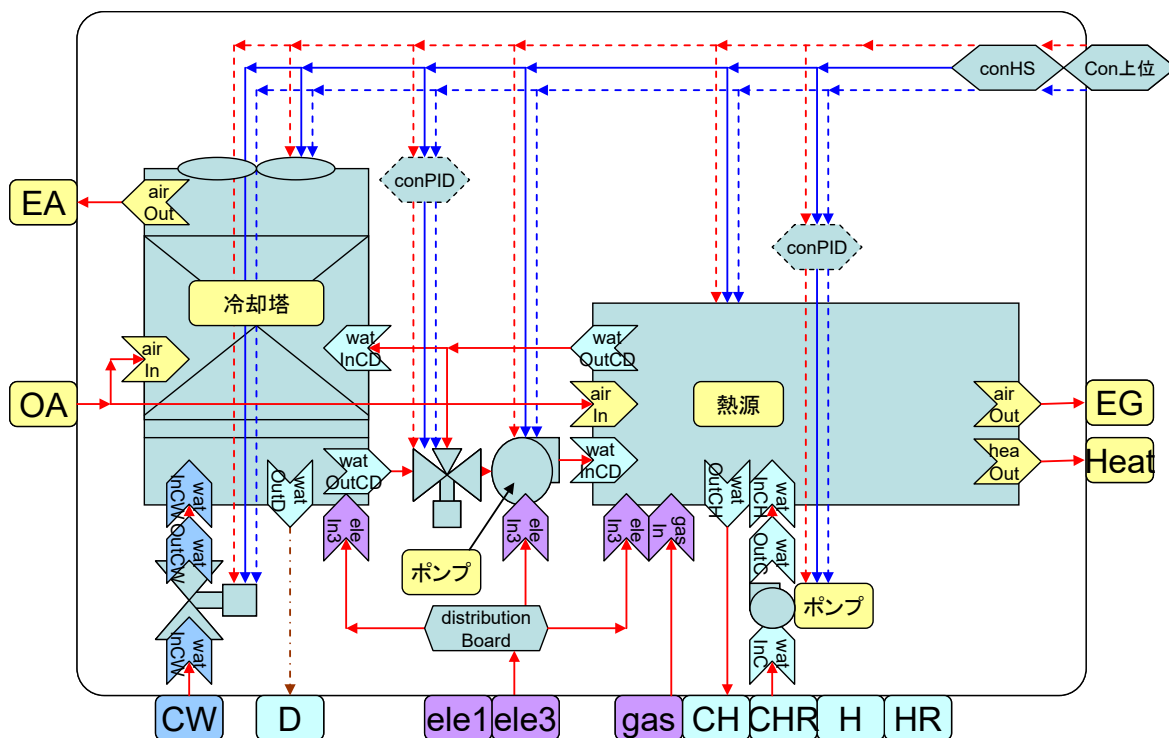 conHS
Con上位
conPID
EA
air
Out
conPID
冷却塔
wat
InCD
wat
OutCD
air
In
OA
air
In
熱源
air
Out
EG
wat
OutCD
wat
InCD
hea
Out
Heat
wat
InCW
wat
OutD
ele
In3
ele
In3
ele
In3
gas
In
wat
OutCH
wat
InCH
wat
OutCW
wat
OutC
ポンプ
ポンプ
distribution
Board
wat
InCW
wat
InC
CW
D
ele1
ele3
gas
CH
CHR
H
HR